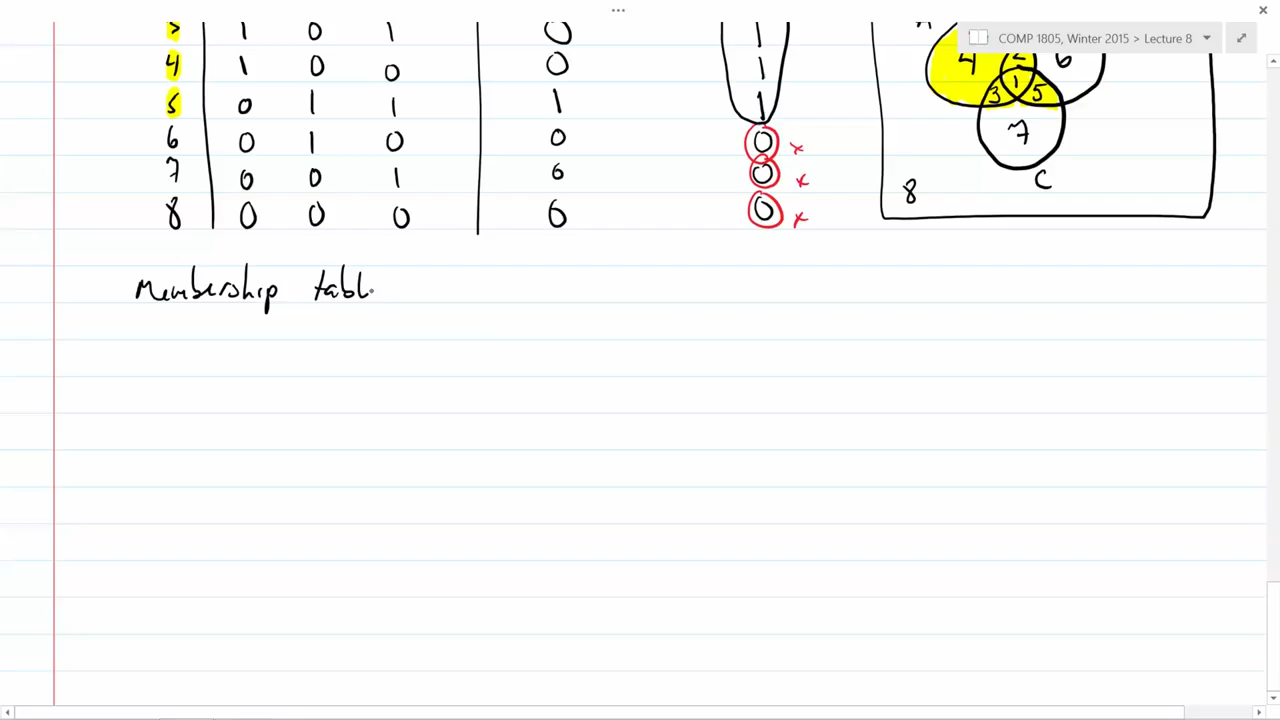 COMP 1805, Winter 2015 > Lecture 8
1 0 1 0 1
4 1 0 0 0 1 4 2 6
5 0 1 1 1 1 3 1 5
6 0 1 0 0 0 x 7
7 0 0 1 0 0 x C
8 0 0 0 0 0 x 8
Membership tabl